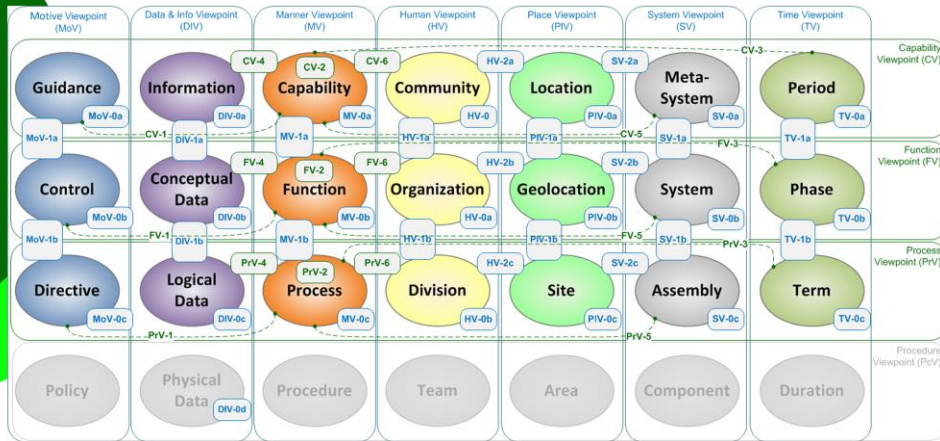 Motive Viewpoint
(MoV)
Data & Info Viewpoint
(DIV)
Manner Viewpoint
(MV)
Human Viewpoint
(HV)
Place Viewpoint
(PlV)
System Viewpoint
(SV)
Time Viewpoint
(TV)
Capability
Viewpoint (CV)
CV-4
CV-2
CV-6
HV-2a
SV-2a
CV-3
Guidance
Information
Capability
Community
Location
Meta-
System
Period
MoV-0a
DIV-0a
MV-0a
HV-0
PlV-0a
SV-0a
TV-0a
CV-1
CV-5
MoV-1a
DIV-1a
MV-1a
HV-1a
PlV-1a
SV-1a
TV-1a
Function
Viewpoint (FV)
FV-4
FV-2
FV-6
HV-2b
SV-2b
FV-3
Control
Conceptual
Data
Function
Organization
Geolocation
System
Phase
MoV-0b
DIV-0b
MV-0b
HV-0a
PlV-0b
SV-0b
TV-0b
FV-1
FV-5
MoV-1b
DIV-1b
MV-1b
HV-1b
PlV-1b
SV-1b
TV-1b
Process
Viewpoint (PrV)
PrV-4
PrV-2
PrV-6
HV-2c
SV-2c
PrV-3
Directive
Logical
Data
Process
Division
Site
Assembly
Term
MoV-0c
DIV-0c
MV-0c
HV-0b
PlV-0c
SV-0c
TV-0c
PrV-1
PrV-5
Procedure
Viewpoint (PcV)
Policy
Physical
Data
Procedure
Team
Area
Component
Duration
DIV-0d